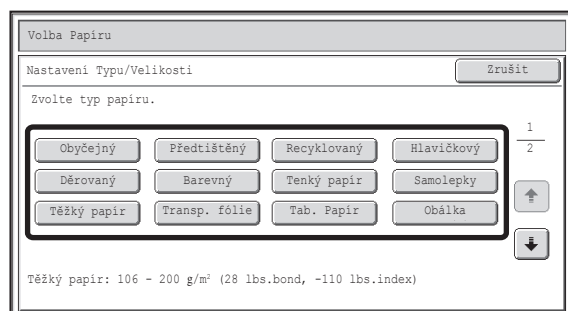 Volba Papíru
Nastavení Typu/Velikosti Zrušit
Zvolte typ papíru.
1
2
Obyčejný Předtištěný Recyklovaný Hlavičkový
Děrovaný Barevný Tenký papír Samolepky
Těžký papír Transp. fólie Tab. Papír Obálka
Těžký papír: 106 - 200 g/m² (28 lbs.bond, -110 lbs.index)